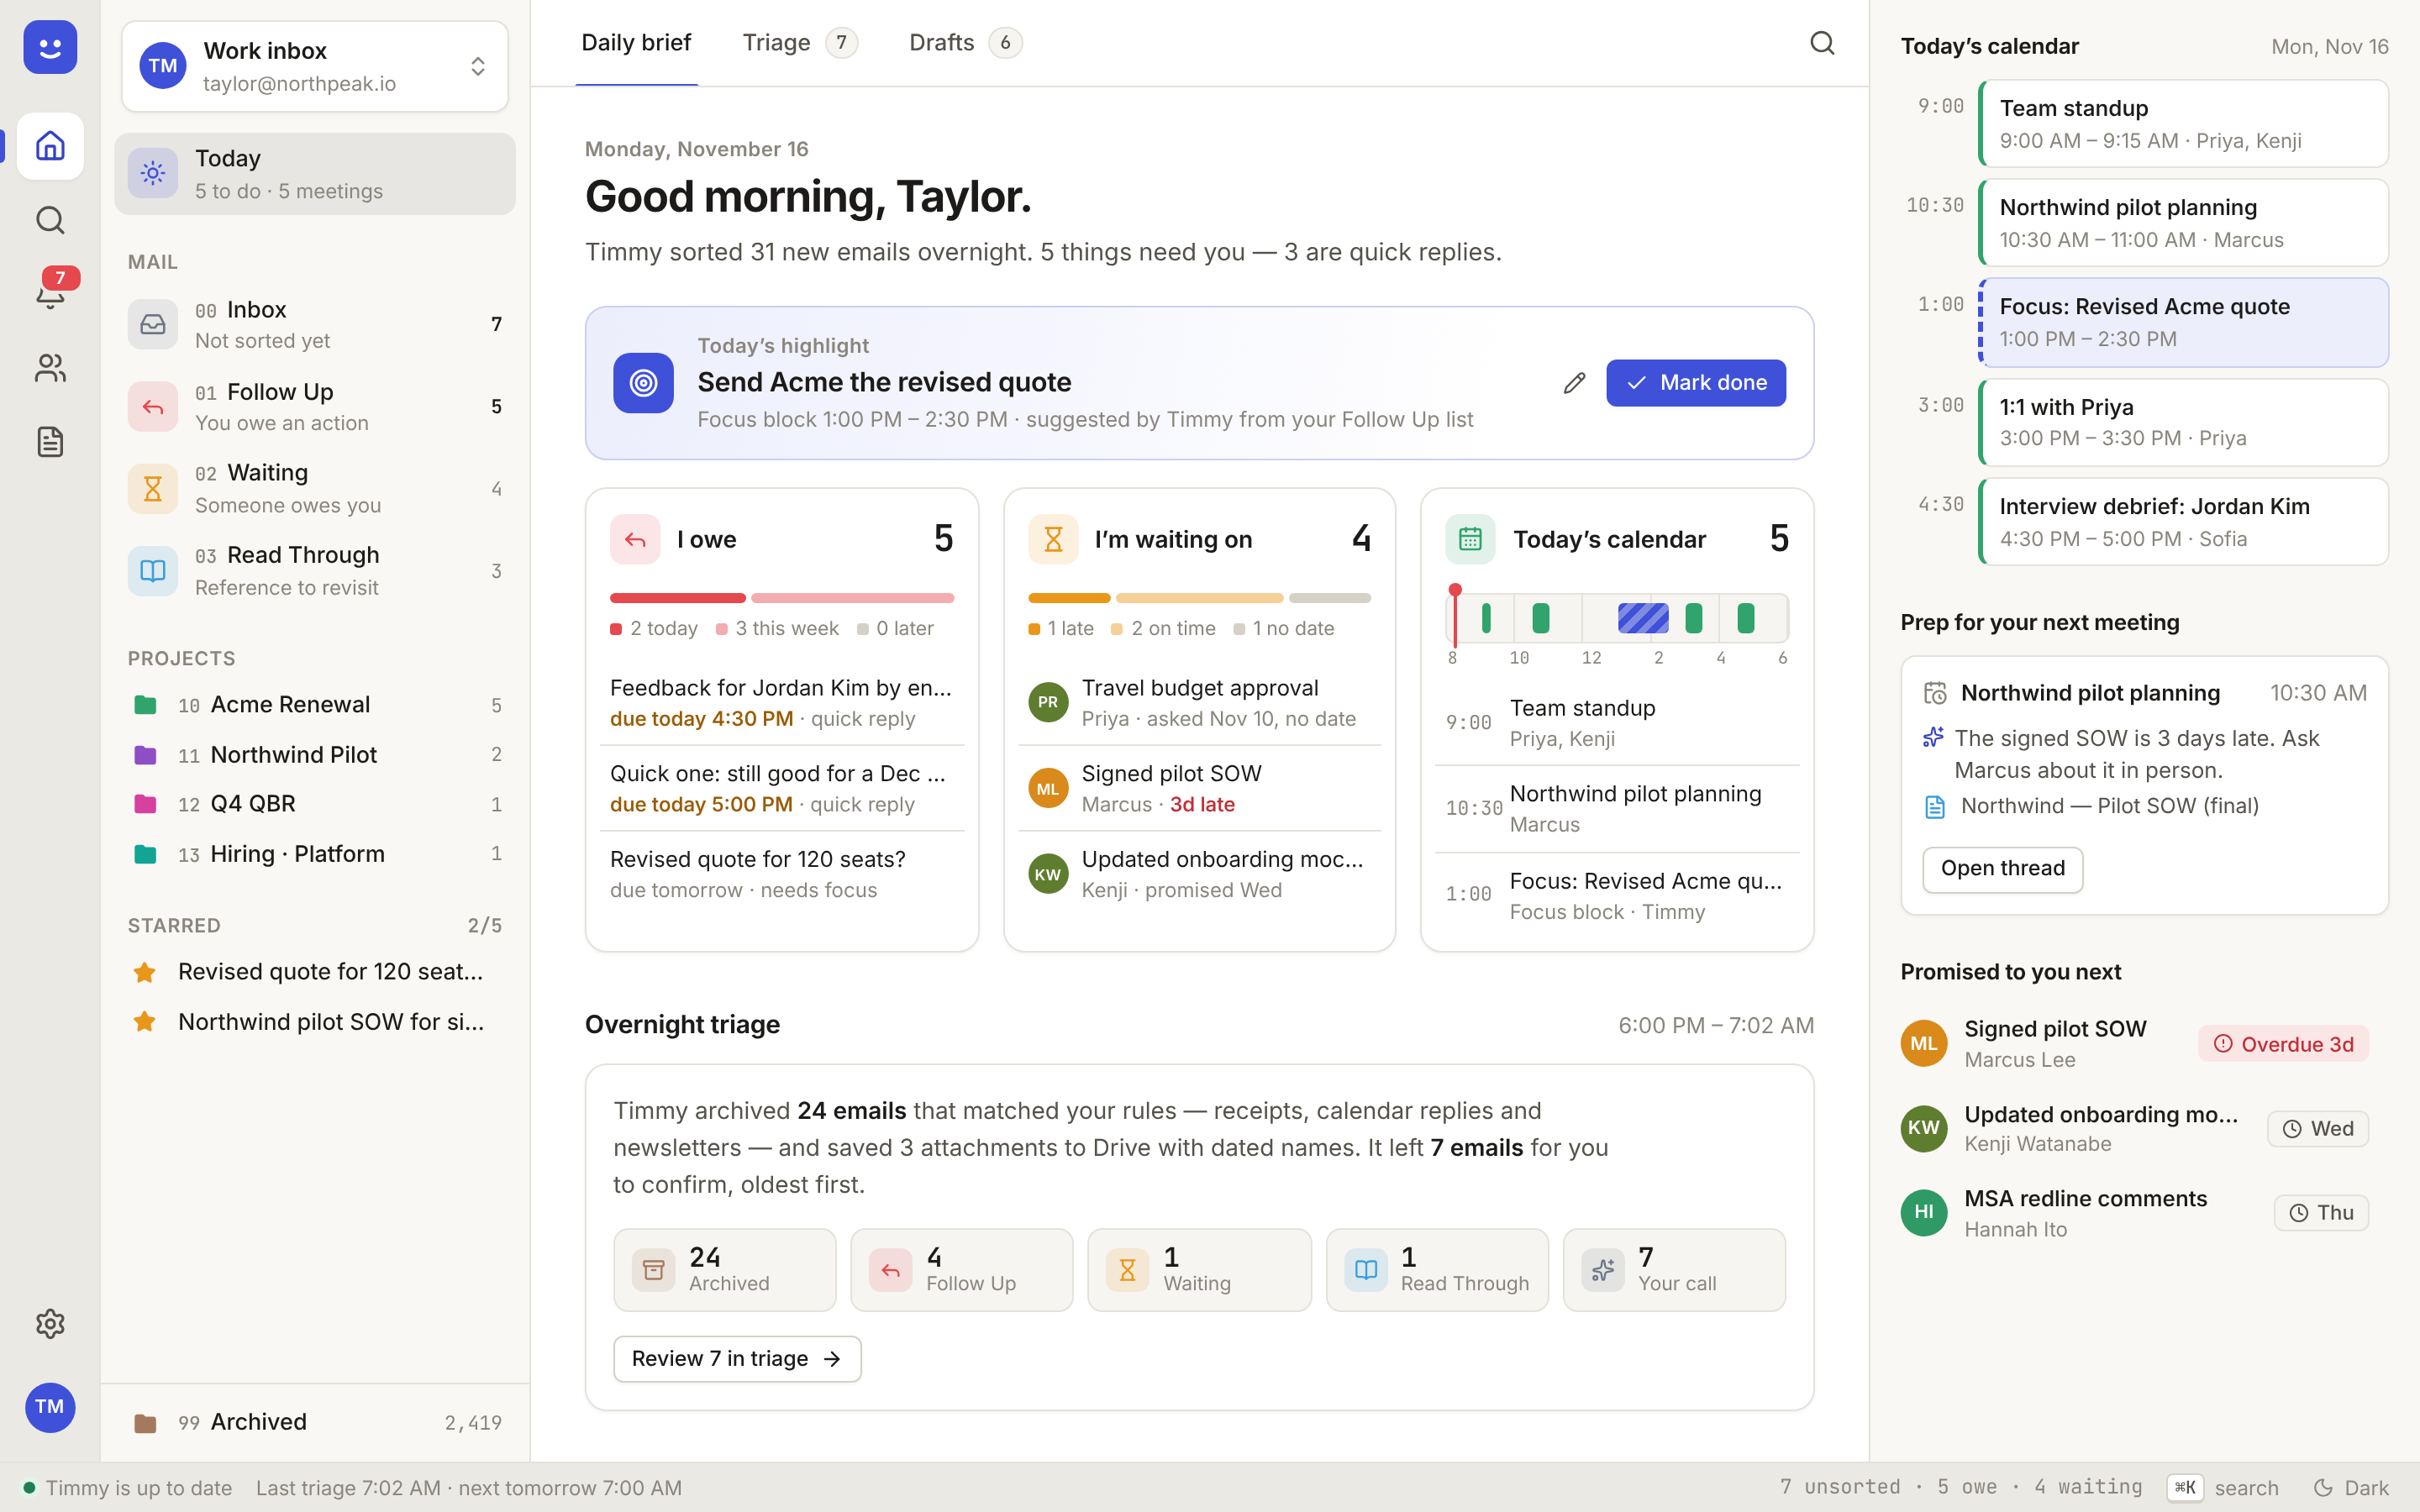 TM
Work inbox
taylor@northpeak.io
Today
5 to do · 5 meetings
7
MAIL
00 Inbox
Not sorted yet
7
01 Follow Up
You owe an action
5
02 Waiting
Someone owes you
4
03 Read Through
Reference to revisit
3
PROJECTS
10 Acme Renewal 5
11 Northwind Pilot 2
12 Q4 QBR 1
13 Hiring · Platform 1
STARRED 2/5
Revised quote for 120 seat...
Northwind pilot SOW for si...
TM
99 Archived 2,419
Daily brief Triage 7 Drafts 6
Monday, November 16
Good morning, Taylor.
Timmy sorted 31 new emails overnight. 5 things need you — 3 are quick replies.
Today’s highlight
Send Acme the revised quote
Focus block 1:00 PM – 2:30 PM · suggested by Timmy from your Follow Up list
Mark done
I owe 5
2 today 3 this week 0 later
Feedback for Jordan Kim by en...
due today 4:30 PM · quick reply
Quick one: still good for a Dec ...
due today 5:00 PM · quick reply
Revised quote for 120 seats?
due tomorrow · needs focus
I’m waiting on 4
1 late 2 on time 1 no date
PR
Travel budget approval
Priya · asked Nov 10, no date
ML
Signed pilot SOW
Marcus · 3d late
KW
Updated onboarding moc...
Kenji · promised Wed
Today’s calendar 5
8 10 12 2 4 6
9:00
Team standup
Priya, Kenji
10:30
Northwind pilot planning
Marcus
1:00
Focus: Revised Acme qu...
Focus block · Timmy
Overnight triage 6:00 PM – 7:02 AM
Timmy archived 24 emails that matched your rules — receipts, calendar replies and
newsletters — and saved 3 attachments to Drive with dated names. It left 7 emails for you
to confirm, oldest first.
24
Archived
4
Follow Up
1
Waiting
1
Read Through
7
Your call
Review 7 in triage
Today’s calendar Mon, Nov 16
9:00
Team standup
9:00 AM – 9:15 AM · Priya, Kenji
10:30
Northwind pilot planning
10:30 AM – 11:00 AM · Marcus
1:00
Focus: Revised Acme quote
1:00 PM – 2:30 PM
3:00
1:1 with Priya
3:00 PM – 3:30 PM · Priya
4:30
Interview debrief: Jordan Kim
4:30 PM – 5:00 PM · Sofia
Prep for your next meeting
Northwind pilot planning 10:30 AM
The signed SOW is 3 days late. Ask
Marcus about it in person.
Northwind — Pilot SOW (final)
Open thread
Promised to you next
ML
Signed pilot SOW
Marcus Lee
Overdue 3d
KW
Updated onboarding mo...
Kenji Watanabe
Wed
HI
MSA redline comments
Hannah Ito
Thu
Timmy is up to date Last triage 7:02 AM · next tomorrow 7:00 AM
7 unsorted · 5 owe · 4 waiting ⌘K search Dark